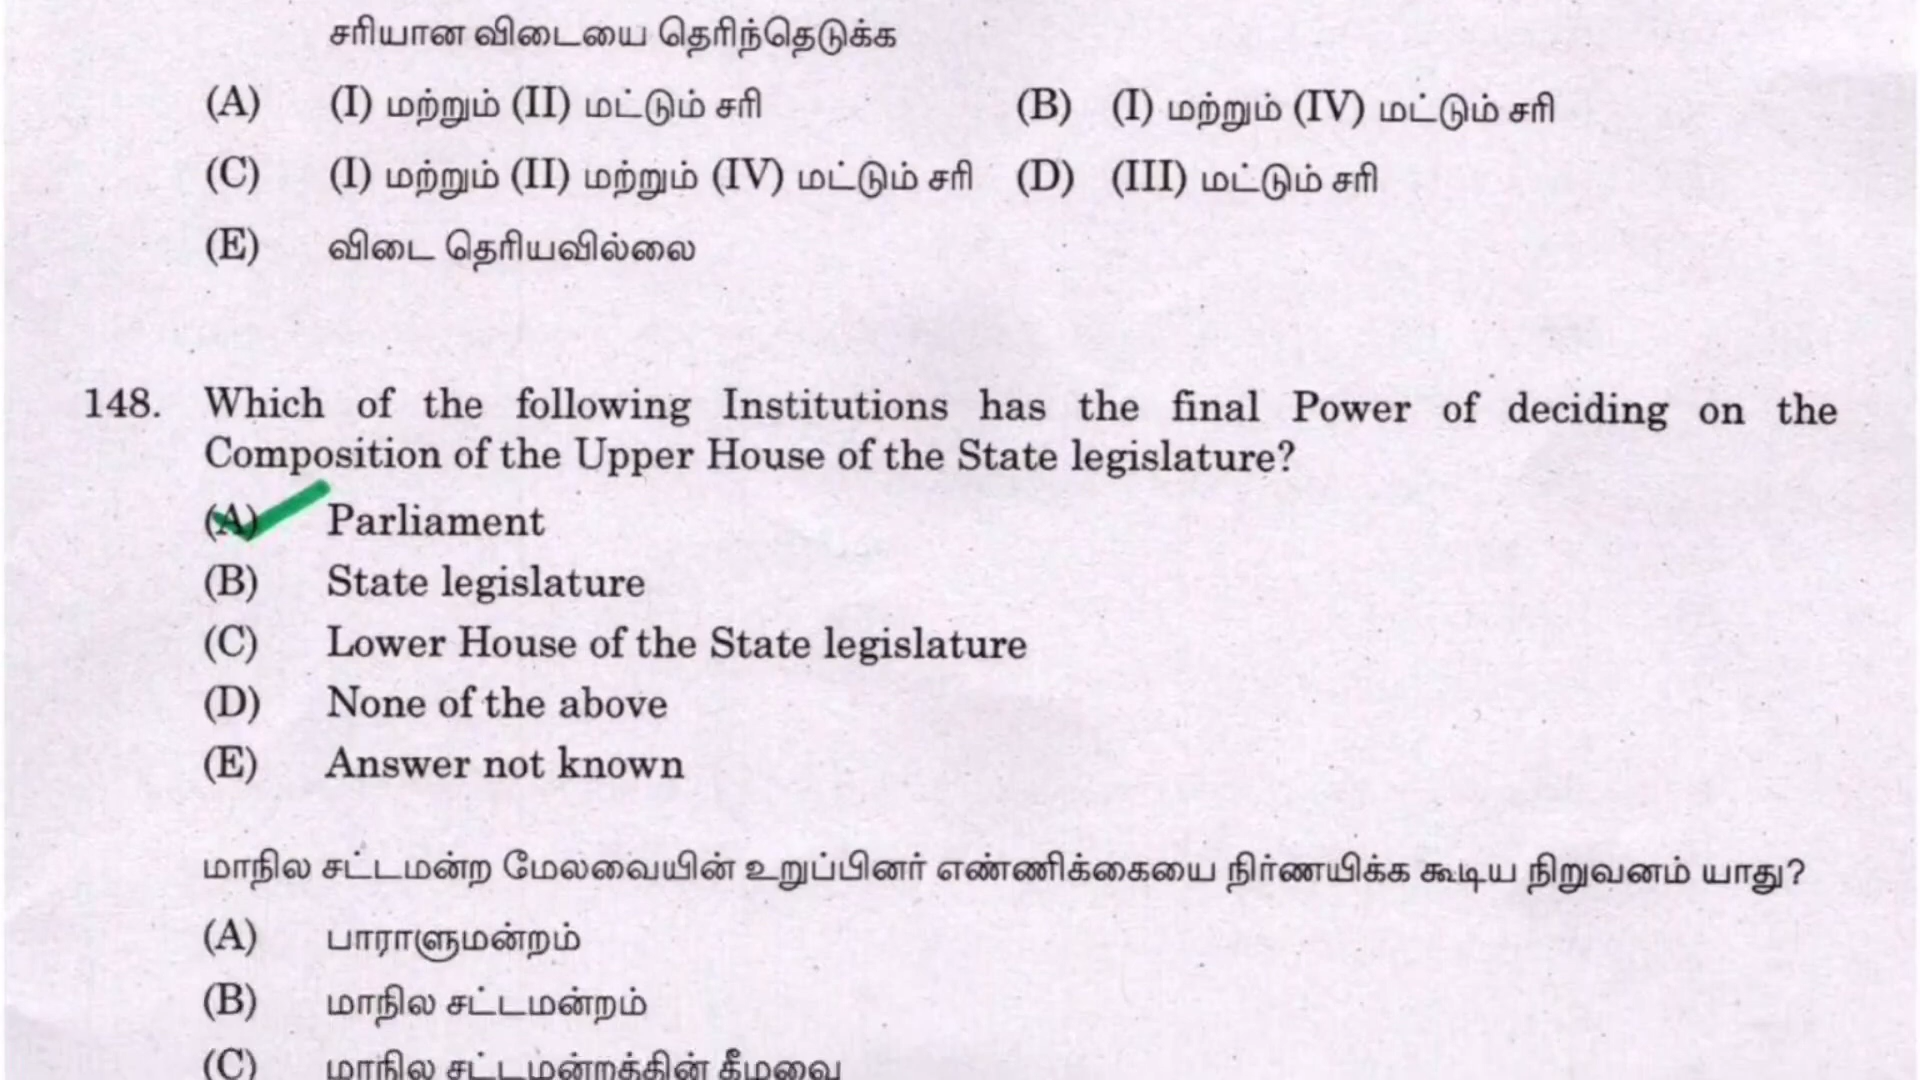 சரியான விடையை தெரிந்தெடுக்க
(A) (I) மற்றும் (II) மட்டும் சரி (B) (I) மற்றும் (IV) மட்டும் சரி
(C) (I) மற்றும் (II) மற்றும் (IV) மட்டும் சரி (D) (III) மட்டும் சரி
(E) விடை தெரியவில்லை
148. Which of the following Institutions has the final Power of deciding on the
Composition of the Upper House of the State legislature?
(A) Parliament
(B) State legislature
(C) Lower House of the State legislature
(D) None of the above
(E) Answer not known
மாநில சட்டமன்ற மேலவையின் உறுப்பினர் எண்ணிக்கையை நிர்ணயிக்க கூடிய நிறுவனம் யாது?
(A) பாராளுமன்றம்
(B) மாநில சட்டமன்றம்
(C) மாநில சட்டமன்றத்தின் கீழவை